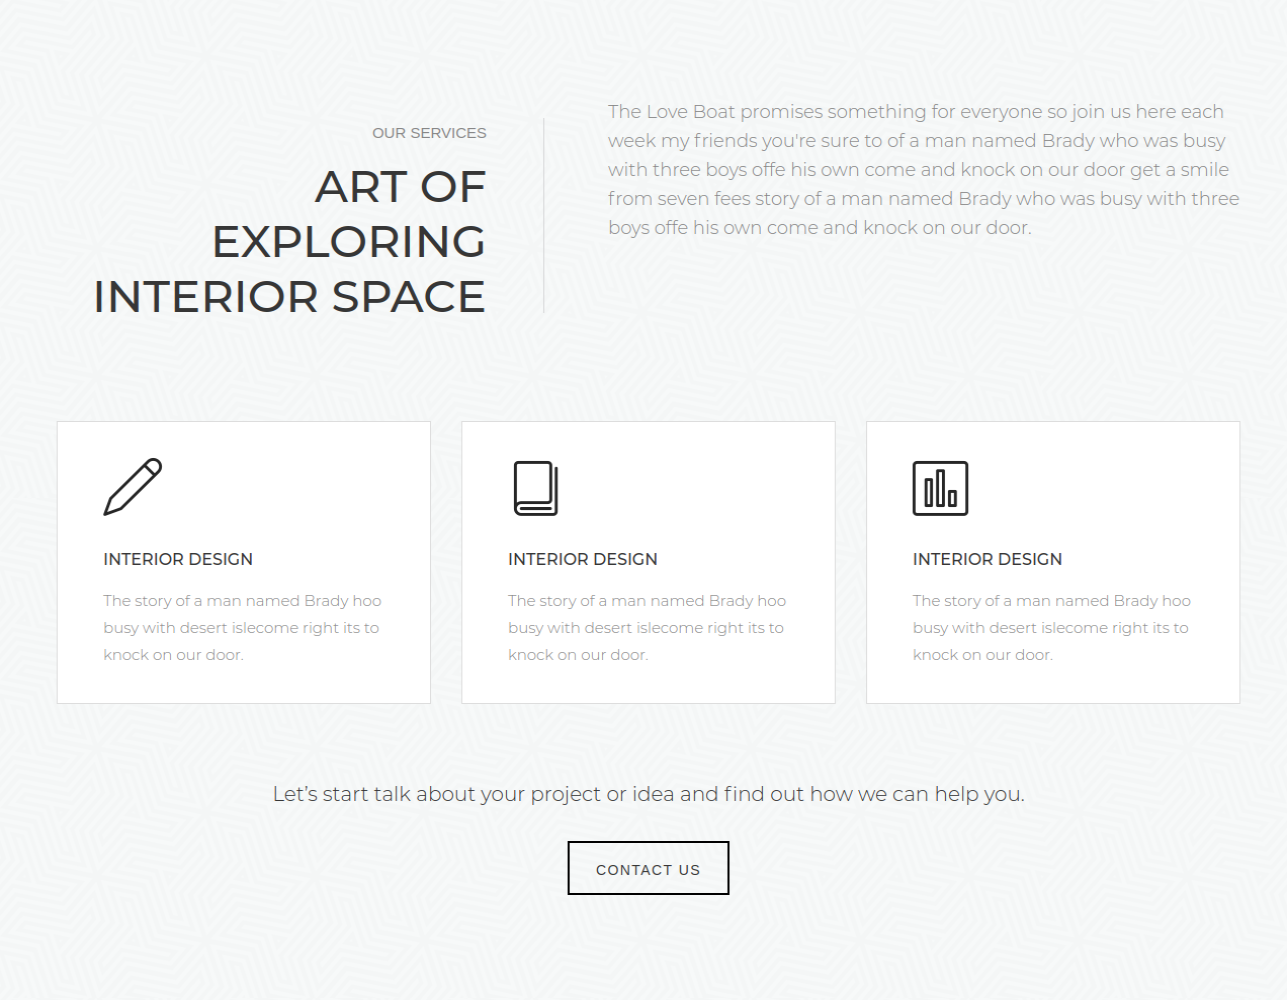 OUR SERVICES
ART OF
EXPLORING
INTERIOR SPACE
The Love Boat promises something for everyone so join us here each
week my friends you're sure to of a man named Brady who was busy
with three boys offe his own come and knock on our door get a smile
from seven fees story of a man named Brady who was busy with three
boys offe his own come and knock on our door.
INTERIOR DESIGN
The story of a man named Brady hoo
busy with desert islecome right its to
knock on our door.
INTERIOR DESIGN
The story of a man named Brady hoo
busy with desert islecome right its to
knock on our door.
INTERIOR DESIGN
The story of a man named Brady hoo
busy with desert islecome right its to
knock on our door.
Let’s start talk about your project or idea and find out how we can help you.
CONTACT US